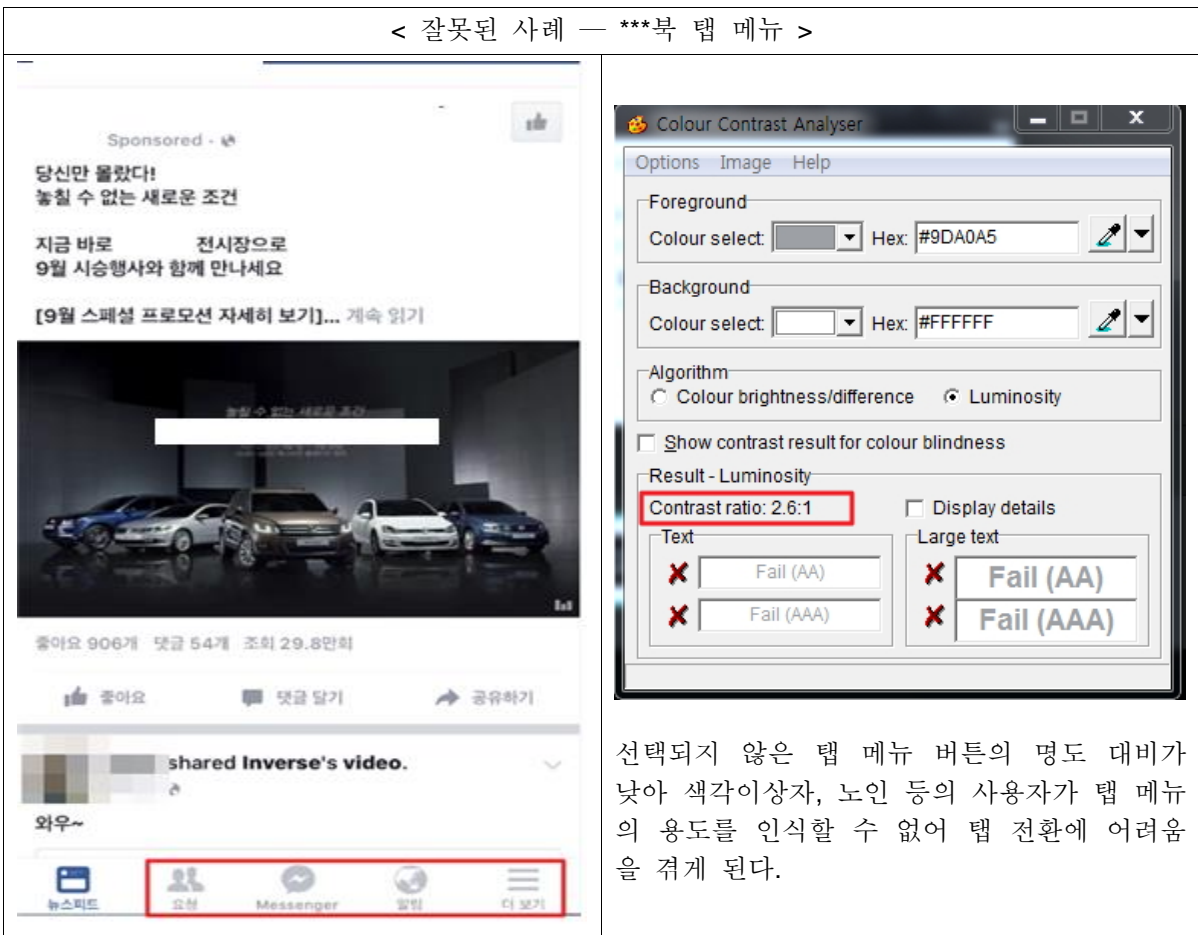 < 잘못된 사례 — ***북 탭 메뉴 >
Sponsored ·
당신만 몰랐다!
놓칠 수 없는 새로운 조건
지금 바로 전시장으로
9월 시승행사와 함께 만나세요
[9월 스페셜 프로모션 자세히 보기]... 계속 읽기
놓칠 수 없는 새로운 조건
좋아요 906개 댓글 54개 조회 29.8만회
좋아요 댓글 달기 공유하기
shared Inverse's video.
와우~
뉴스피드 요청 Messenger 알림 더 보기
Colour Contrast Analyser
Options Image Help
Foreground
Colour select: Hex: #9DA0A5
Background
Colour select: Hex: #FFFFFF
Algorithm
Colour brightness/difference Luminosity
Show contrast result for colour blindness
Result - Luminosity
Contrast ratio: 2.6:1 Display details
Text Large text
Fail (AA) Fail (AA)
Fail (AAA) Fail (AAA)
선택되지 않은 탭 메뉴 버튼의 명도 대비가
낮아 색각이상자, 노인 등의 사용자가 탭 메뉴
의 용도를 인식할 수 없어 탭 전환에 어려움
을 겪게 된다.